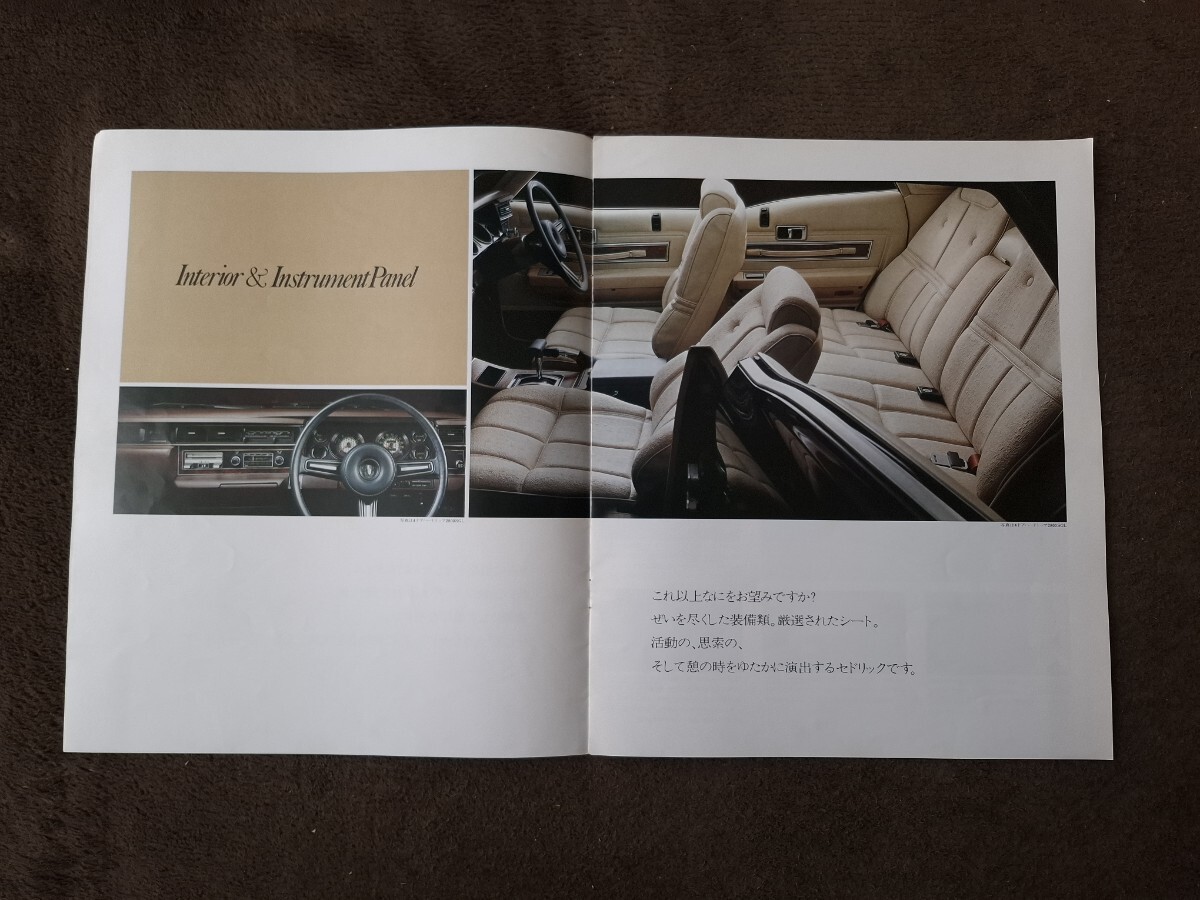 Interior & Instrument Panel
これ以上なにをお望みですか?
ぜいを尽くした装備類。厳選されたシート。
活動の、思索の、
そして憩の時をゆたかに演出するセドリックです。